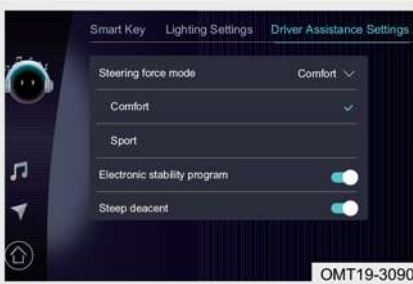 Smart Key Lighting Settings Driver Assistance Settings
Steering force mode Comfort
Comfort
Sport
Electronic stability program
Steep deacent
OMT19-3090